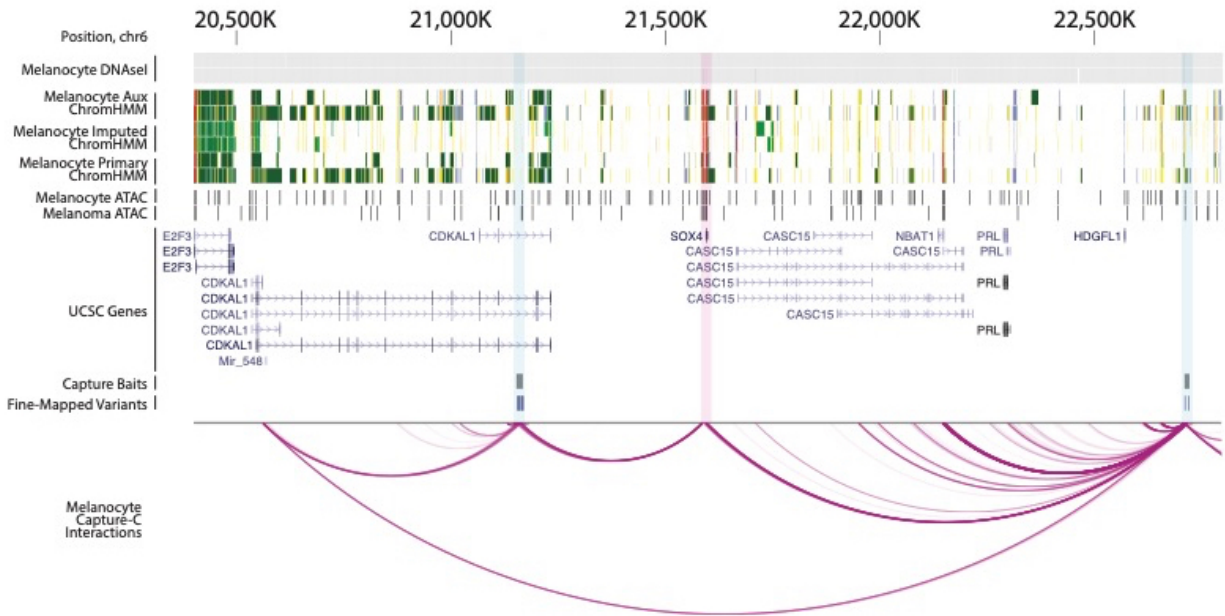 20,500K 21,000K 21,500K 22,000K 22,500K
Position, chr6
Melanocyte DNAseI
Melanocyte Aux
ChromHMM
Melanocyte Imputed
ChromHMM
Melanocyte Primary
ChromHMM
Melanocyte ATAC
Melanoma ATAC
E2F3 CDKAL1 SOX4 CASC15 NBAT1 PRL HDGFL1
E2F3 CASC15 CASC15 PRL
E2F3 CASC15
CDKAL1 CASC15 PRL
CDKAL1 CASC15
UCSC Genes
CDKAL1 CASC15
CDKAL1 PRL
CDKAL1
Mir_548
Capture Baits
Fine-Mapped Variants
Melanocyte
Capture-C
Interactions